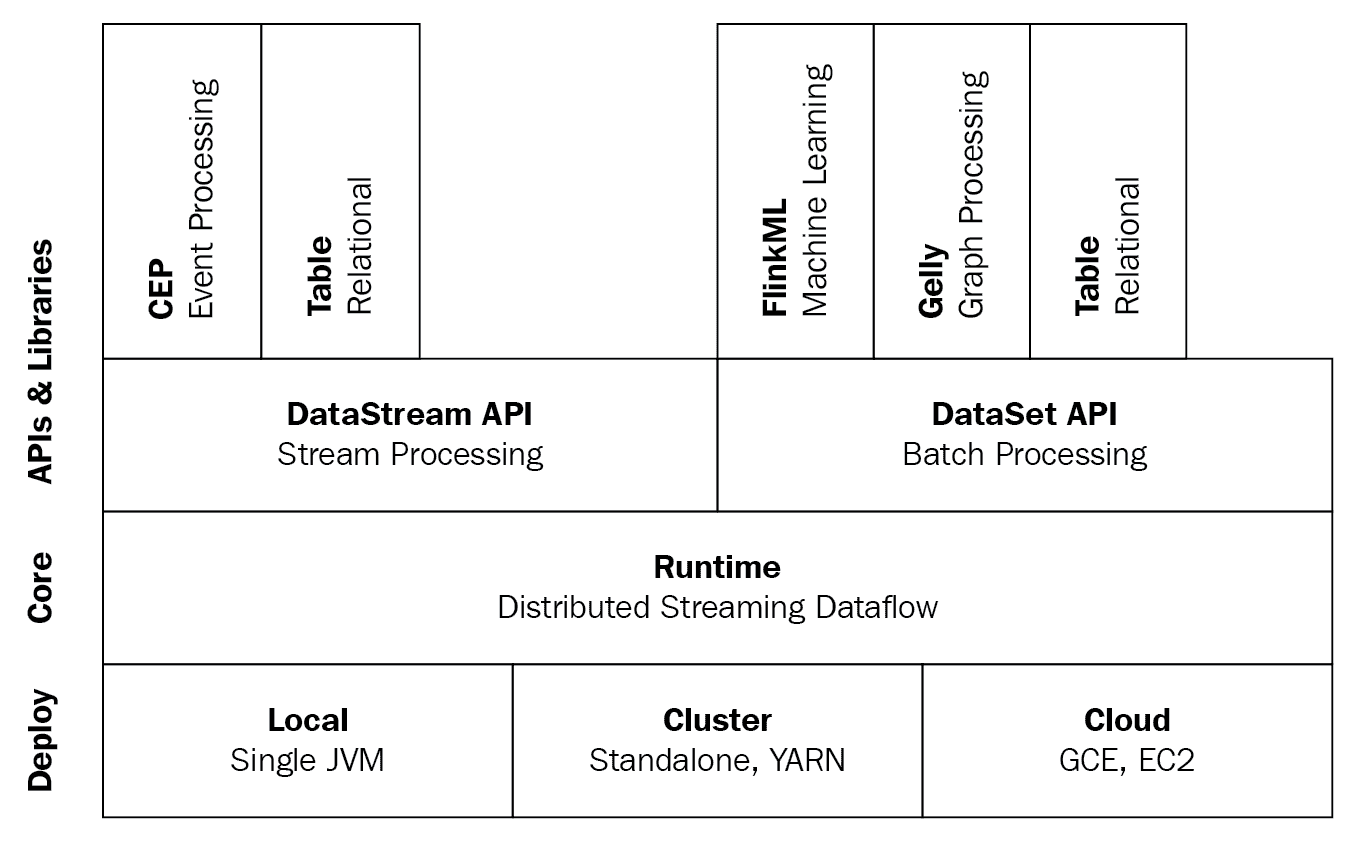 CEP
Event Processing
Table
Relational
FlinkML
Machine Learning
Gelly
Graph Processing
Table
Relational
APIs & Libraries
DataStream API
Stream Processing
DataSet API
Batch Processing
Core
Runtime
Distributed Streaming Dataflow
Deploy
Local
Single JVM
Cluster
Standalone, YARN
Cloud
GCE, EC2